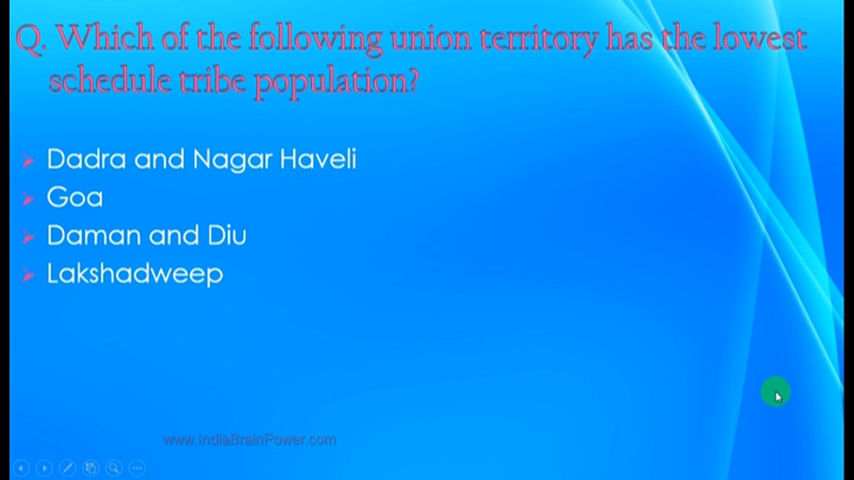 Q. Which of the following union territory has the lowest
schedule tribe population?
Dadra and Nagar Haveli
Goa
Daman and Diu
Lakshadweep
www.IndiaBrainPower.com